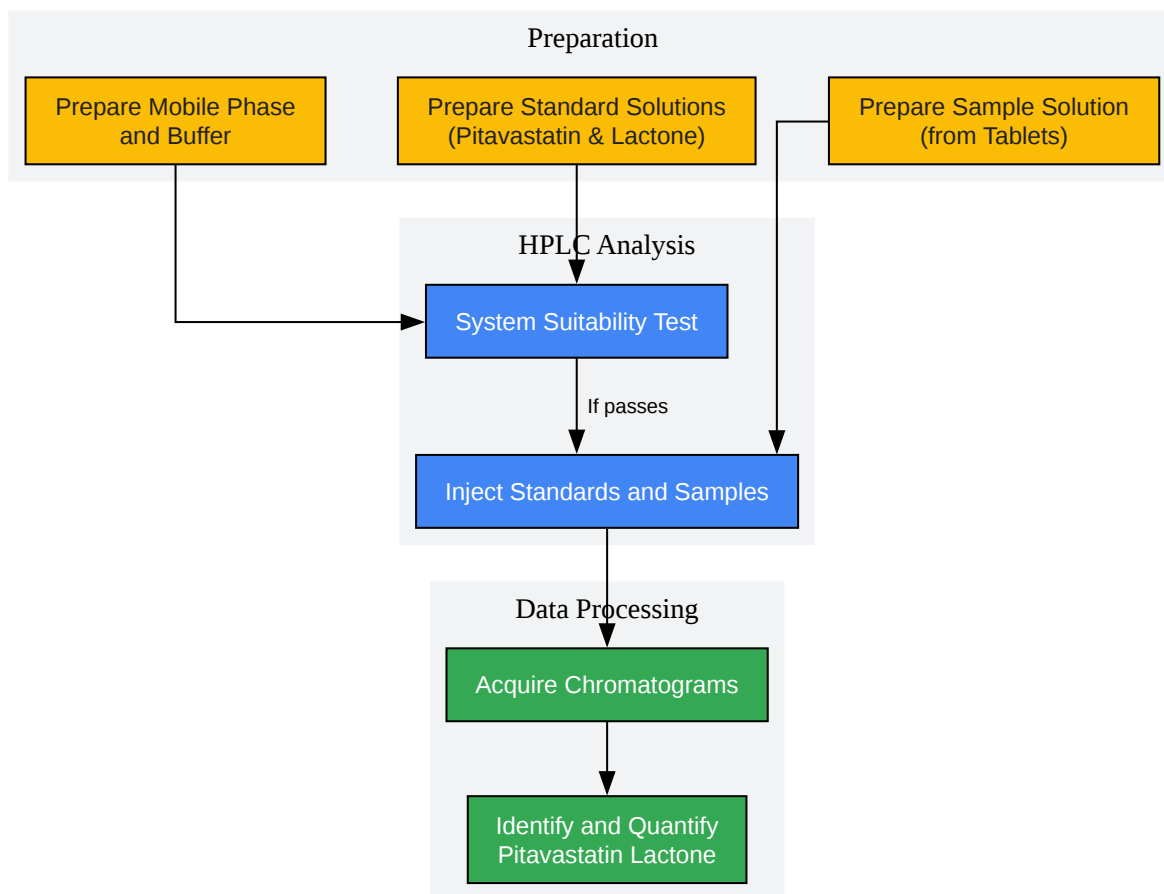 Preparation
Prepare Mobile Phase
and Buffer
Prepare Standard Solutions
(Pitavastatin & Lactone)
Prepare Sample Solution
(from Tablets)
HPLC Analysis
System Suitability Test
If passes
Inject Standards and Samples
Data Processing
Acquire Chromatograms
Identify and Quantify
Pitavastatin Lactone